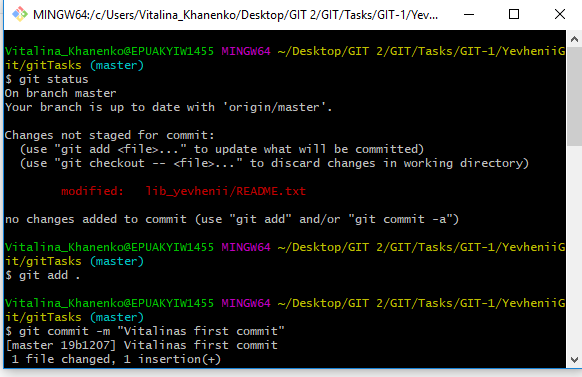 MINGW64:/c/Users/Vitalina_Khanenko/Desktop/GIT 2/GIT/Tasks/GIT-1/Yev...
Vitalina_Khanenko@EPUAKYIW1455 MINGW64 ~/Desktop/GIT 2/GIT/Tasks/GIT-1/YevheniiG
it/gitTasks (master)
$ git status
On branch master
Your branch is up to date with 'origin/master'.
Changes not staged for commit:
(use "git add <file>..." to update what will be committed)
(use "git checkout -- <file>..." to discard changes in working directory)
modified:   lib_yevhenii/README.txt
no changes added to commit (use "git add" and/or "git commit -a")
Vitalina_Khanenko@EPUAKYIW1455 MINGW64 ~/Desktop/GIT 2/GIT/Tasks/GIT-1/YevheniiG
it/gitTasks (master)
$ git add .
Vitalina_Khanenko@EPUAKYIW1455 MINGW64 ~/Desktop/GIT 2/GIT/Tasks/GIT-1/YevheniiG
it/gitTasks (master)
$ git commit -m "Vitalinas first commit"
[master 19b1207] Vitalinas first commit
1 file changed, 1 insertion(+)